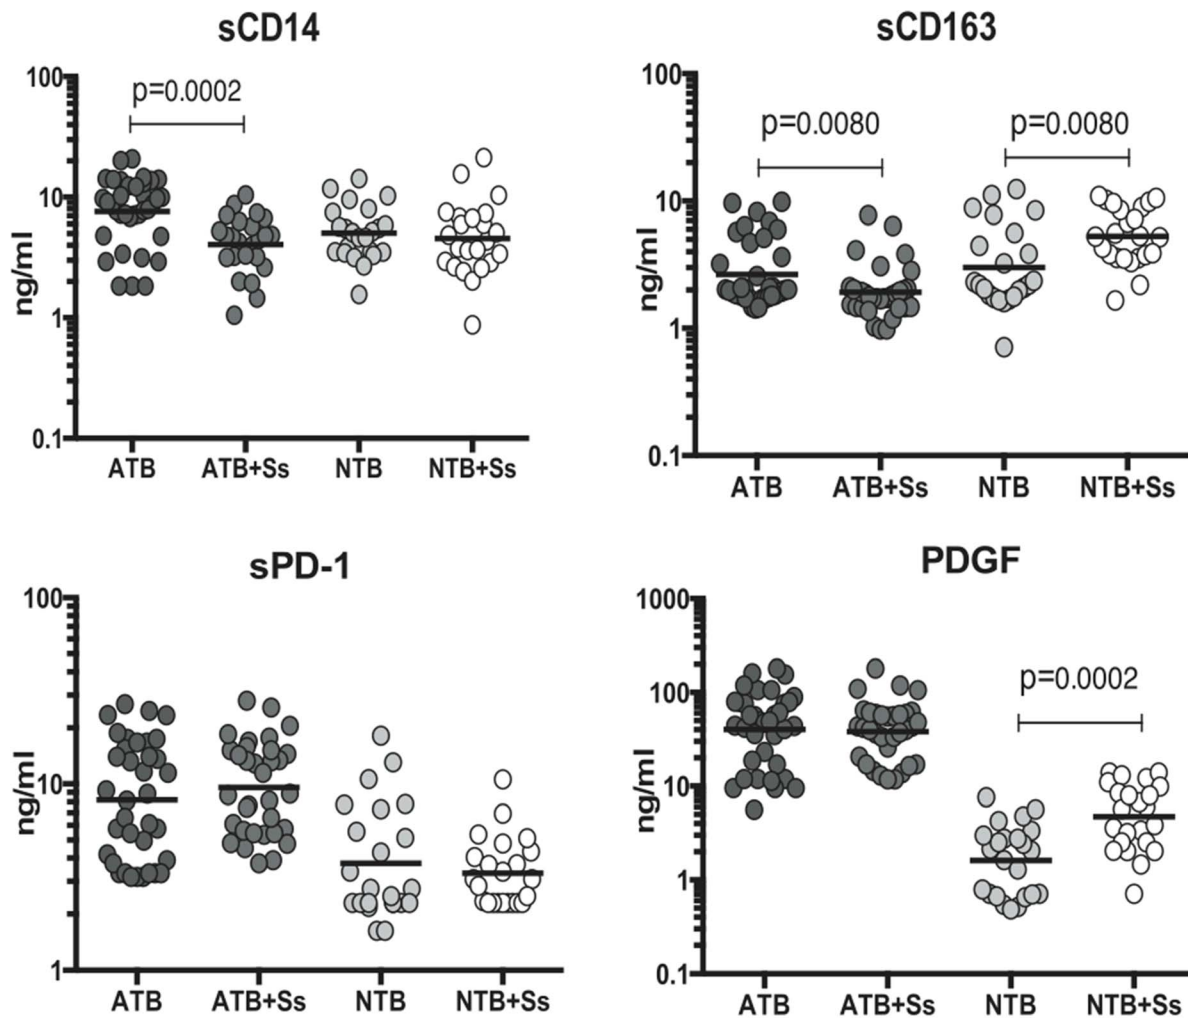 sCD14
100
10
1
0.1
ng/ml
p=0.0002
ATB ATB+Ss NTB NTB+Ss
sCD163
100
10
1
0.1
ng/ml
p=0.0080 p=0.0080
ATB ATB+Ss NTB NTB+Ss
sPD-1
100
10
1
ng/ml
ATB ATB+Ss NTB NTB+Ss
PDGF
1000
100
10
1
0.1
ng/ml
p=0.0002
ATB ATB+Ss NTB NTB+Ss